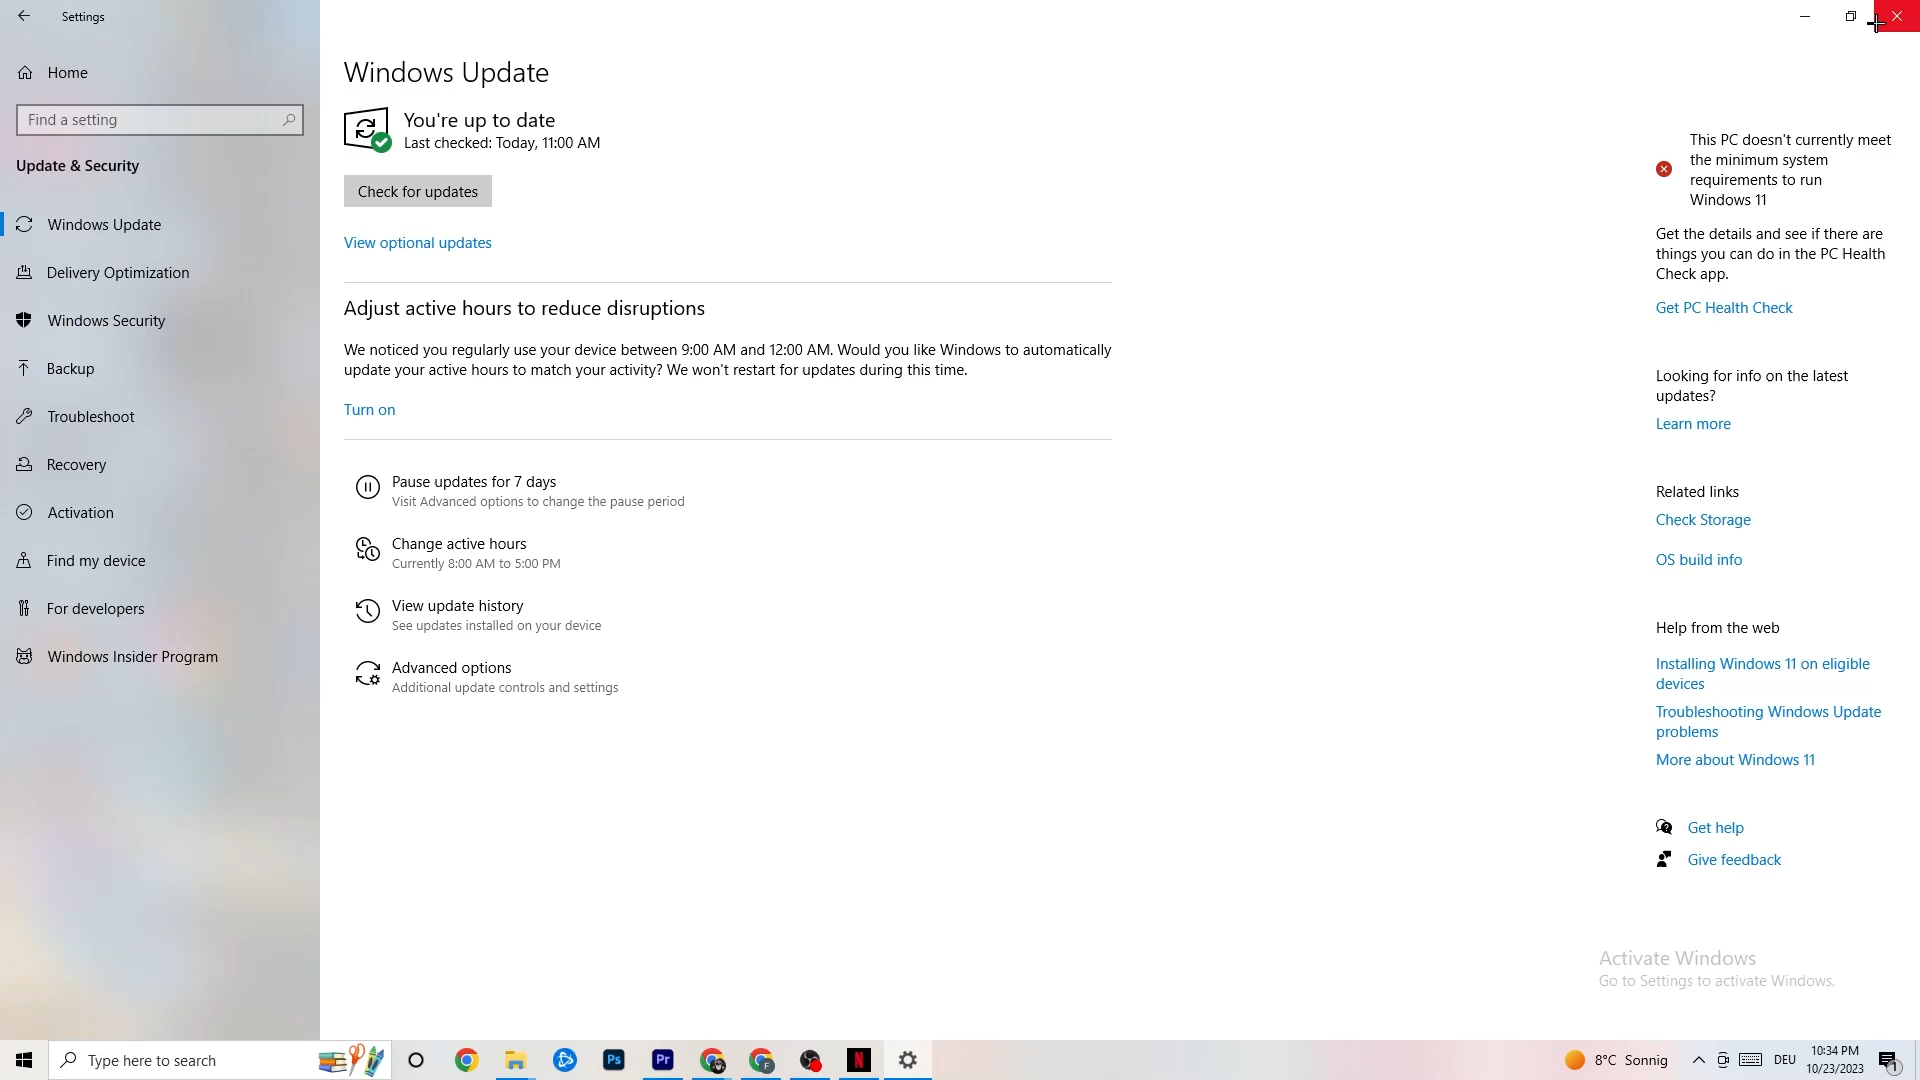 Settings
Home
Find a setting
Update & Security
Windows Update
Delivery Optimization
Windows Security
Backup
Troubleshoot
Recovery
Activation
Find my device
For developers
Windows Insider Program
Windows Update
You're up to date
Last checked: Today, 11:00 AM
Check for updates
View optional updates
Adjust active hours to reduce disruptions
We noticed you regularly use your device between 9:00 AM and 12:00 AM. Would you like Windows to automatically
update your active hours to match your activity? We won't restart for updates during this time.
Turn on
Pause updates for 7 days
Visit Advanced options to change the pause period
Change active hours
Currently 8:00 AM to 5:00 PM
View update history
See updates installed on your device
Advanced options
Additional update controls and settings
This PC doesn't currently meet
the minimum system
requirements to run
Windows 11
Get the details and see if there are
things you can do in the PC Health
Check app.
Get PC Health Check
Looking for info on the latest
updates?
Learn more
Related links
Check Storage
OS build info
Help from the web
Installing Windows 11 on eligible
devices
Troubleshooting Windows Update
problems
More about Windows 11
Get help
Give feedback
Activate Windows
Go to Settings to activate Windows.
Type here to search
Ps
Pr
F
N
8°C Sonnig
DEU
10:34 PM
10/23/2023
1